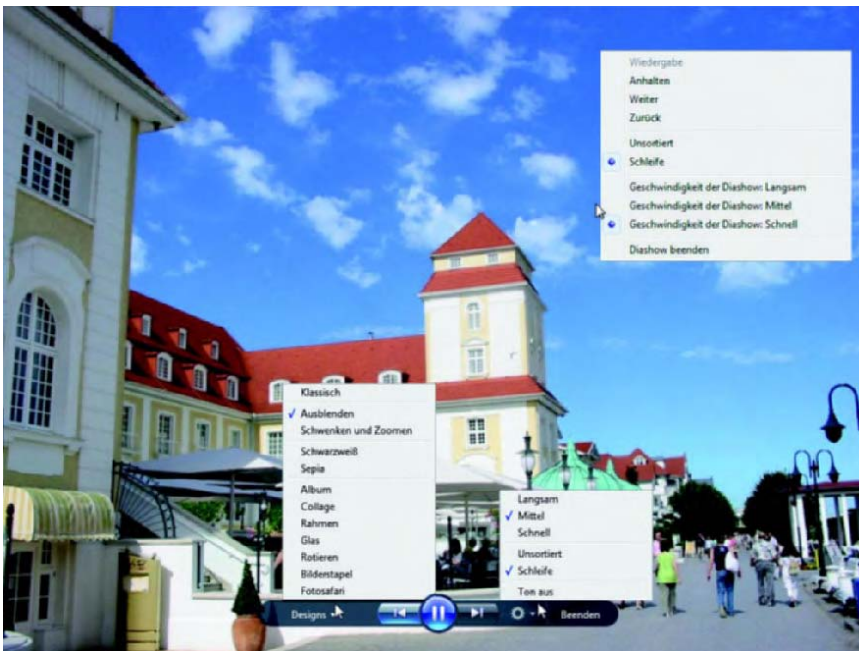 Wiedergabe
Anhalten
Weiter
Zurück
Unsortiert
Schleife
Geschwindigkeit der Diashow: Langsam
Geschwindigkeit der Diashow: Mittel
Geschwindigkeit der Diashow: Schnell
Diashow beenden
Klassisch
Ausblenden
Schwenken und Zoomen
Schwarzweiß
Sepia
Album
Collage
Rahmen
Glas
Rotieren
Bilderstapel
Fotosafari
Langsam
Mittel
Schnell
Unsortiert
Schleife
Ton aus
Designs
Beenden